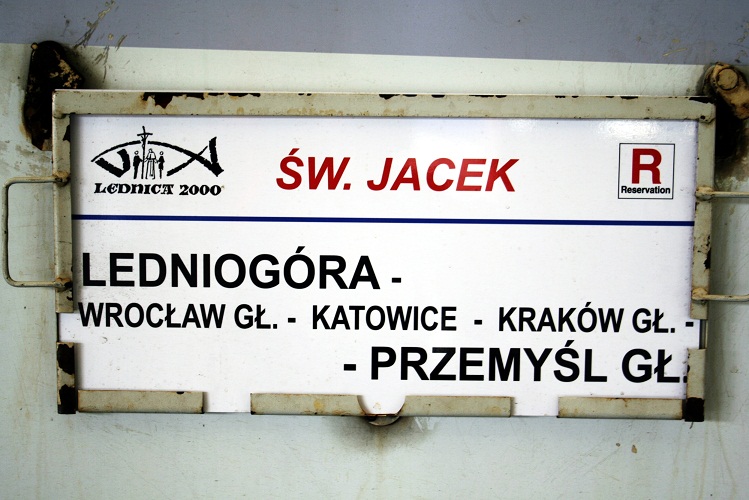 LEDNICA 2000
ŚW. JACEK
R
Reservation
LEDNIOGÓRA -
WROCŁAW GŁ. - KATOWICE - KRAKÓW GŁ. -
- PRZEMYŚL GŁ.